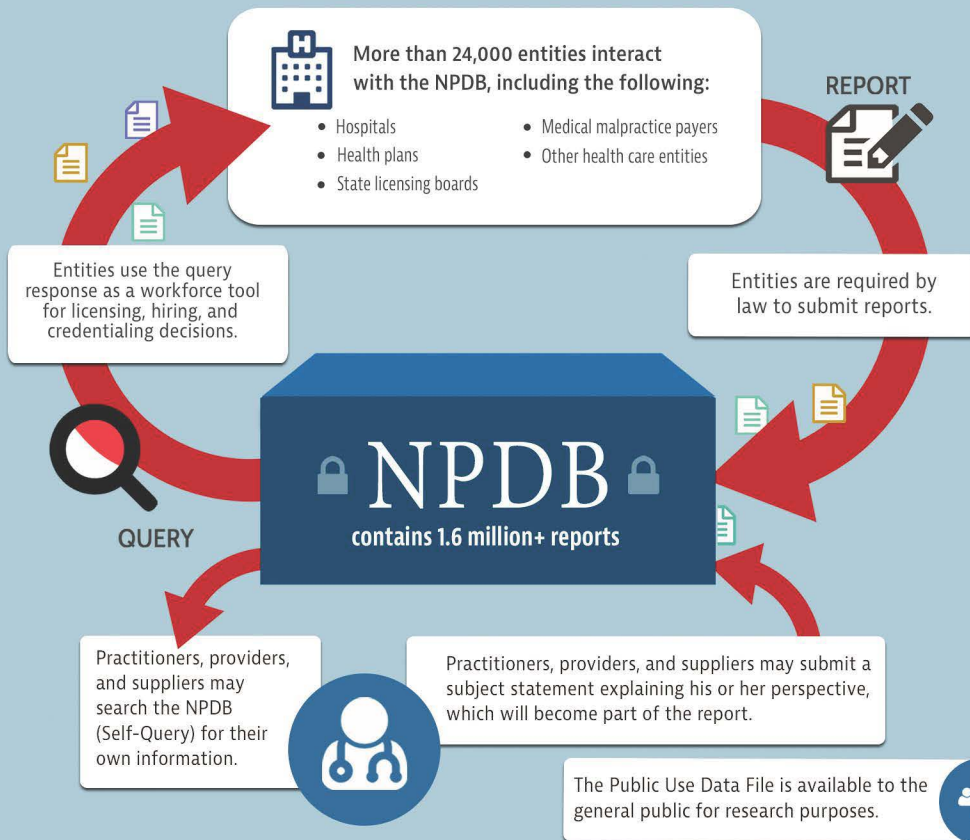 More than 24,000 entities interact
with the NPDB, including the following:
• Hospitals
• Health plans
• State licensing boards
• Medical malpractice payers
• Other health care entities
REPORT
Entities are required by
law to submit reports.
Entities use the query
response as a workforce tool
for licensing, hiring, and
credentialing decisions.
QUERY
NPDB
contains 1.6 million+ reports
Practitioners, providers,
and suppliers may
search the NPDB
(Self-Query) for their
own information.
Practitioners, providers, and suppliers may submit a
subject statement explaining his or her perspective,
which will become part of the report.
The Public Use Data File is available to the
general public for research purposes.